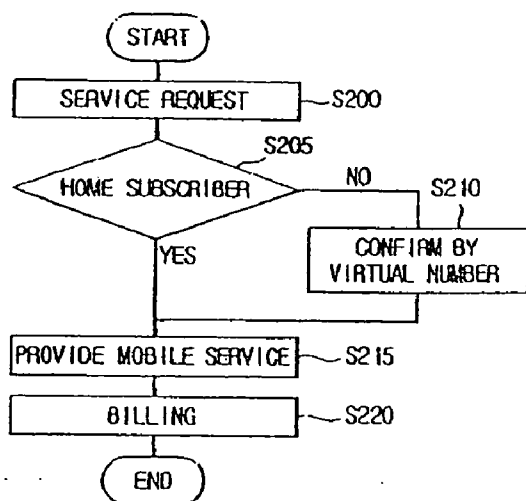 START
SERVICE REQUEST
S200
S205
HOME SUBSCRIBER
NO
S210
YES
CONFIRM BY
VIRTUAL NUMBER
PROVIDE MOBILE SERVICE
S215
BILLING
S220
END